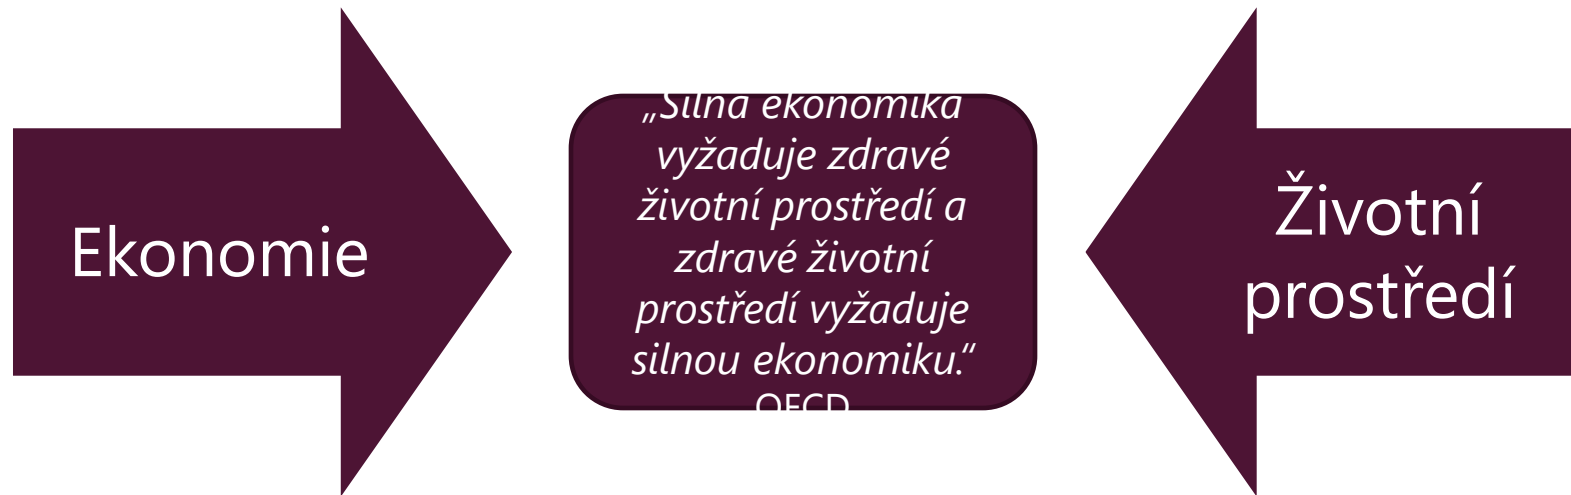 Ekonomie
„Silná ekonomika
vyžaduje zdravé
životní prostředí a
zdravé životní
prostředí vyžaduje
silnou ekonomiku.“
OECD
Životní
prostředí